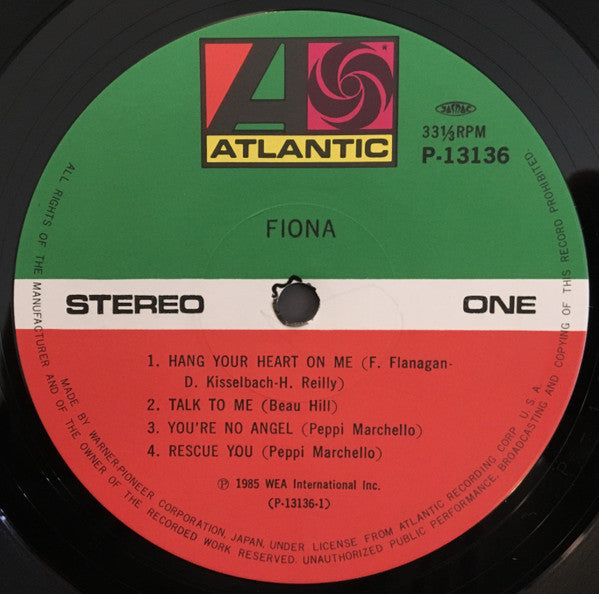 ATLANTIC
JASRAC
33⅓RPM
P-13136
FIONA
STEREO ONE
1. HANG YOUR HEART ON ME (F. Flanagan-
D. Kisselbach-H. Reilly)
2. TALK TO ME (Beau Hill)
3. YOU'RE NO ANGEL (Peppi Marchello)
4. RESCUE YOU (Peppi Marchello)
Ⓟ 1985 WEA International Inc.
(P-13136-1)
ALL RIGHTS OF THE MANUFACTURER AND OF THE OWNER OF THE RECORDED WORK RESERVED. UNAUTHORIZED PUBLIC PERFORMANCE, BROADCASTING AND COPYING OF THIS RECORD PROHIBITED.
MADE BY WARNER-PIONEER CORPORATION, JAPAN, UNDER LICENSE FROM ATLANTIC RECORDING CORP. U.S.A.